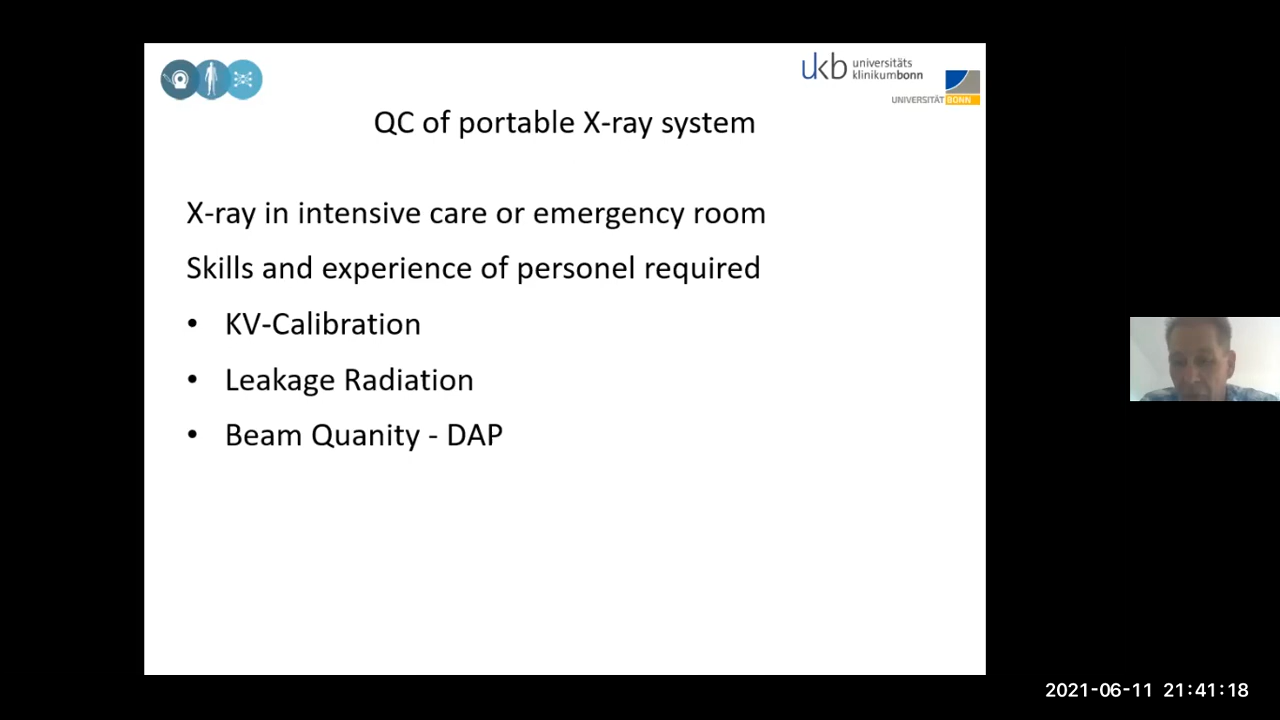 ukb universitäts
klinikumbonn
UNIVERSITÄT BONN
QC of portable X-ray system
X-ray in intensive care or emergency room
Skills and experience of personel required
• KV-Calibration
• Leakage Radiation
• Beam Quanity - DAP
2021-06-11 21:41:18